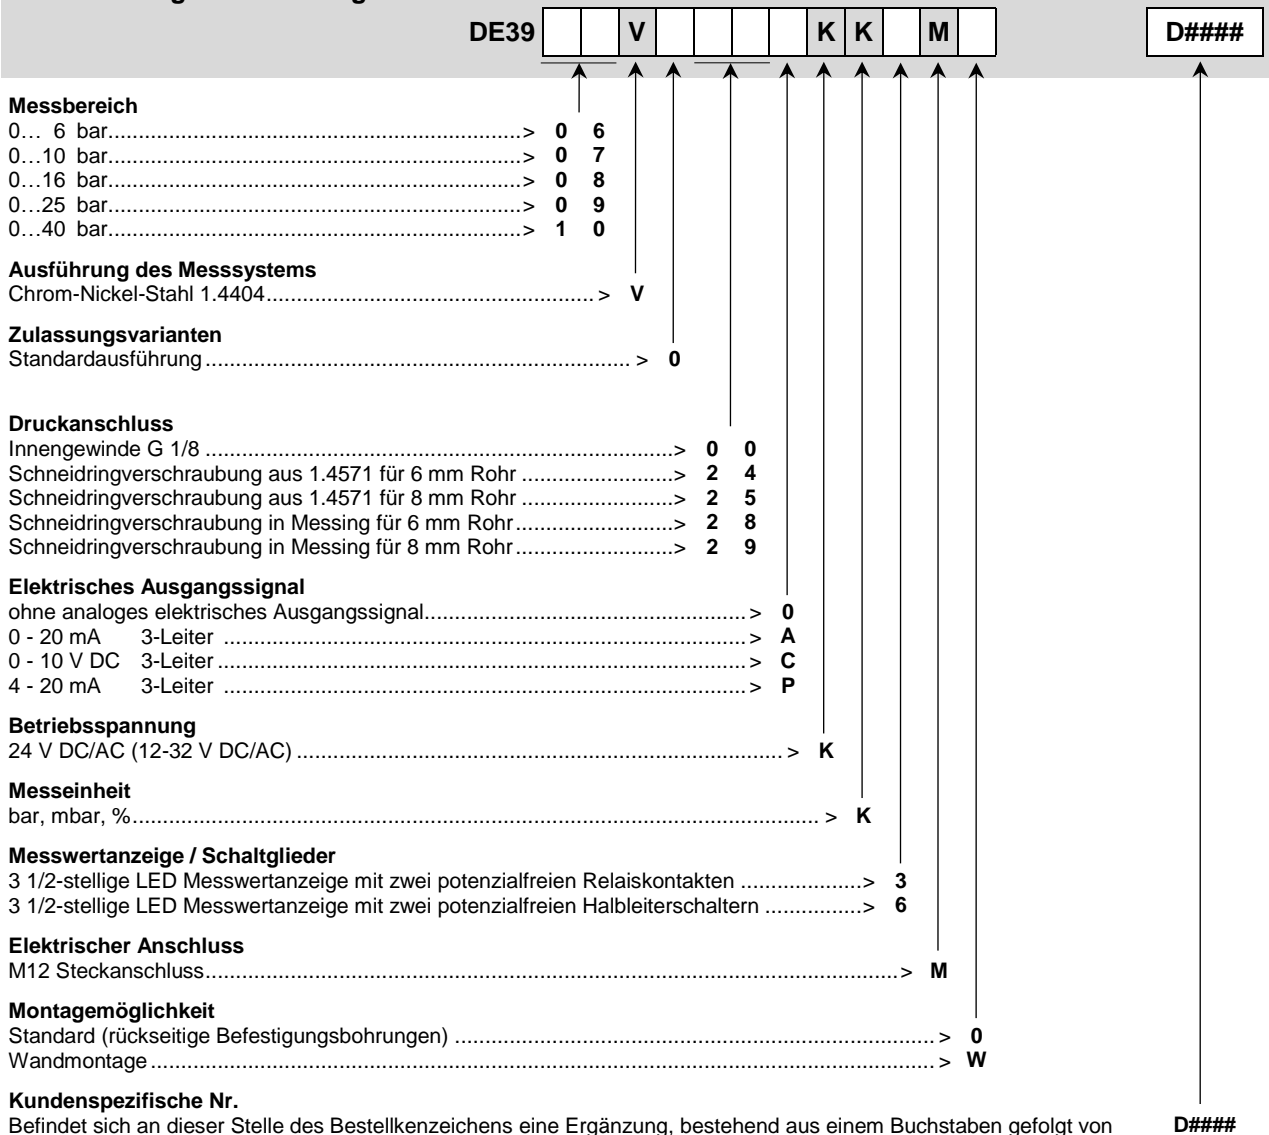 DE39 V K K M D####
Messbereich
0… 6 bar....................................................................> 0 6
0…10 bar....................................................................> 0 7
0…16 bar....................................................................> 0 8
0…25 bar....................................................................> 0 9
0…40 bar....................................................................> 1 0
Ausführung des Messsystems
Chrom-Nickel-Stahl 1.4404..................................................... > V
Zulassungsvarianten
Standardausführung .................................................................... > 0
Druckanschluss
Innengewinde G 1/8 ............................................................................> 0 0
Schneidringverschraubung aus 1.4571 für 6 mm Rohr .........................> 2 4
Schneidringverschraubung aus 1.4571 für 8 mm Rohr .........................> 2 5
Schneidringverschraubung in Messing für 6 mm Rohr..........................> 2 8
Schneidringverschraubung in Messing für 8 mm Rohr..........................> 2 9
Elektrisches Ausgangssignal
ohne analoges elektrisches Ausgangssignal.................................................... > 0
0 - 20 mA 3-Leiter ..................................................................................... > A
0 - 10 V DC 3-Leiter ...................................................................................... > C
4 - 20 mA 3-Leiter ..................................................................................... > P
Betriebsspannung
24 V DC/AC (12-32 V DC/AC) ............................................................................... > K
Messeinheit
bar, mbar, %............................................................................................................... > K
Messwertanzeige / Schaltglieder
3 1/2-stellige LED Messwertanzeige mit zwei potenzialfreien Relaiskontakten ....................> 3
3 1/2-stellige LED Messwertanzeige mit zwei potenzialfreien Halbleiterschaltern ................> 6
Elektrischer Anschluss
M12 Steckanschluss................................................................................................................> M
Montagemöglichkeit
Standard (rückseitige Befestigungsbohrungen) .............................................................................. > 0
Wandmontage .............................................................................................................................. > W
Kundenspezifische Nr.
Befindet sich an dieser Stelle des Bestellkenzeichens eine Ergänzung, bestehend aus einem Buchstaben gefolgt von D####